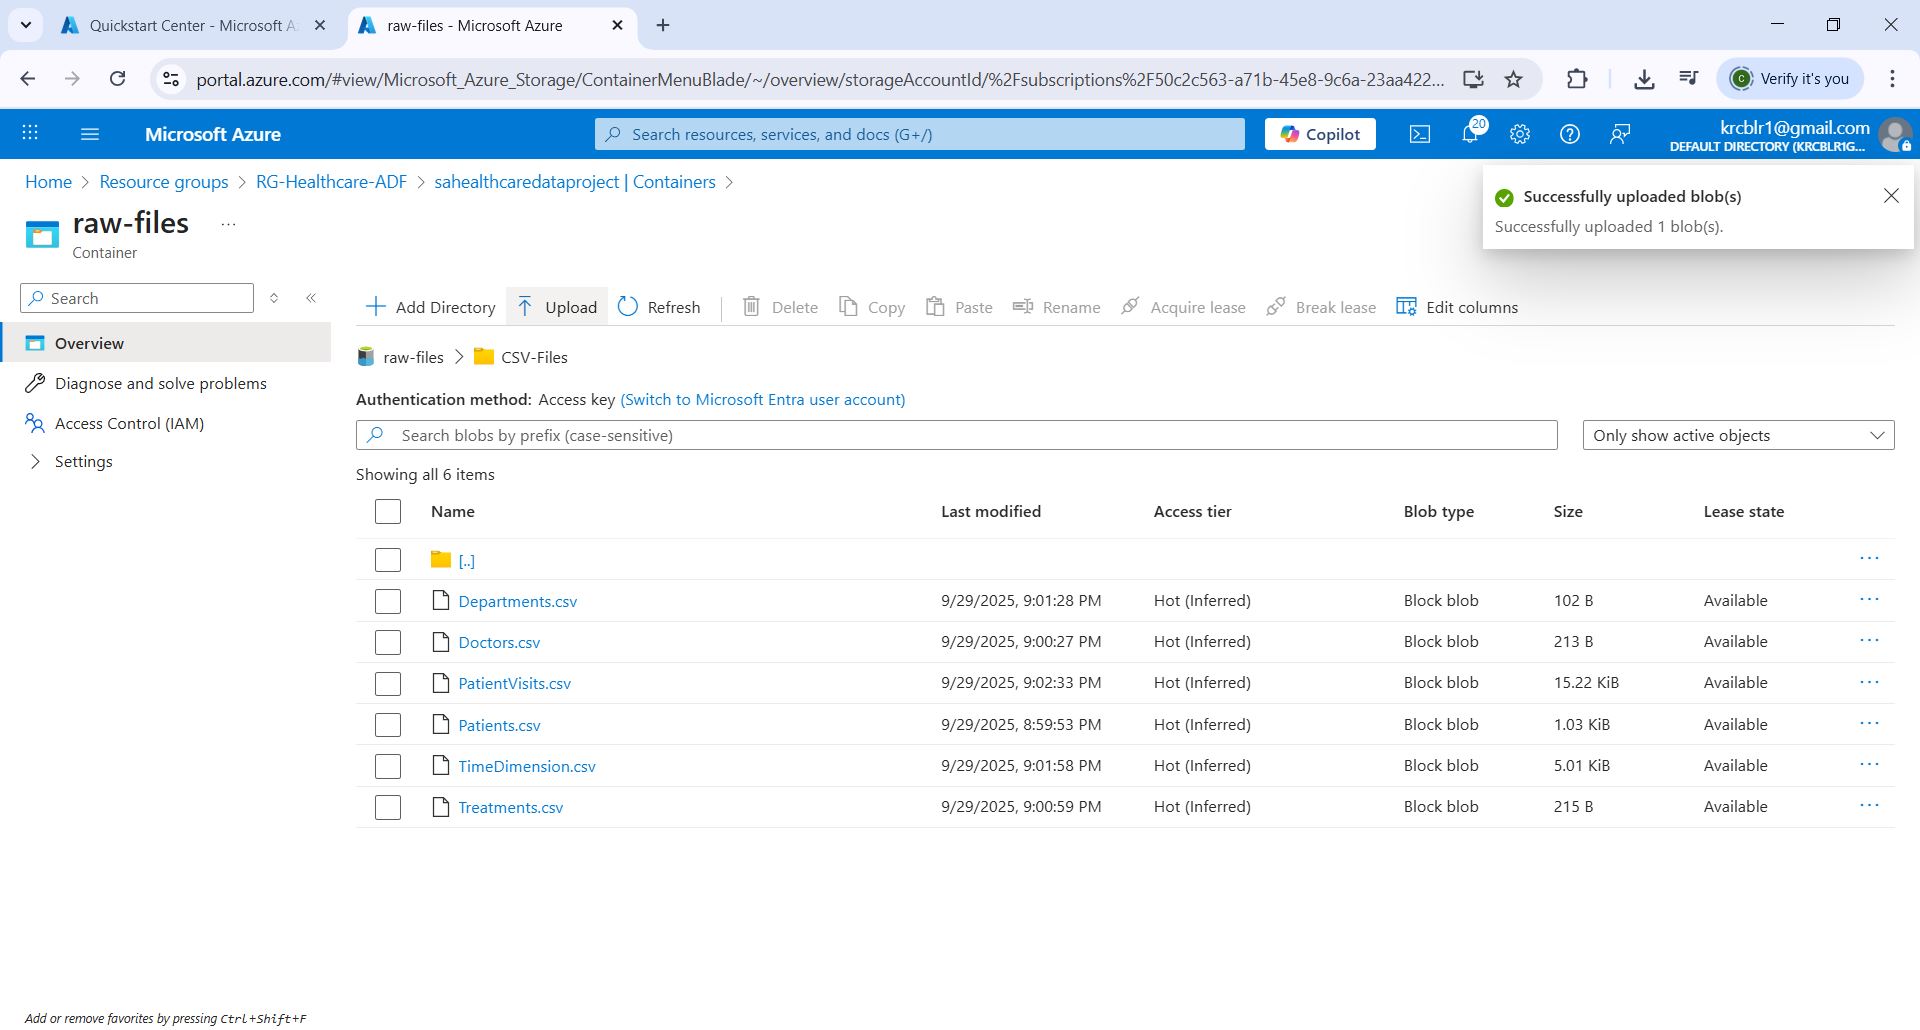 Quickstart Center - Microsoft A
raw-files - Microsoft Azure
portal.azure.com/#view/Microsoft_Azure_Storage/ContainerMenuBlade/~/overview/storageAccountId/%2Fsubscriptions%2F50c2c563-a71b-45e8-9c6a-23aa422...
Verify it's you
Microsoft Azure
Search resources, services, and docs (G+/)
Copilot
20
krcblr1@gmail.com
DEFAULT DIRECTORY (KRCBLR1G...
Home > Resource groups > RG-Healthcare-ADF > sahealthcaredataproject | Containers >
Successfully uploaded blob(s)
Successfully uploaded 1 blob(s).
raw-files ...
Container
Search
Overview
Diagnose and solve problems
Access Control (IAM)
Settings
Add Directory Upload Refresh Delete Copy Paste Rename Acquire lease Break lease Edit columns
raw-files > CSV-Files
Authentication method: Access key (Switch to Microsoft Entra user account)
Search blobs by prefix (case-sensitive)
Only show active objects
Showing all 6 items
Name Last modified Access tier Blob type Size Lease state
[..]
Departments.csv 9/29/2025, 9:01:28 PM Hot (Inferred) Block blob 102 B Available
Doctors.csv 9/29/2025, 9:00:27 PM Hot (Inferred) Block blob 213 B Available
PatientVisits.csv 9/29/2025, 9:02:33 PM Hot (Inferred) Block blob 15.22 KiB Available
Patients.csv 9/29/2025, 8:59:53 PM Hot (Inferred) Block blob 1.03 KiB Available
TimeDimension.csv 9/29/2025, 9:01:58 PM Hot (Inferred) Block blob 5.01 KiB Available
Treatments.csv 9/29/2025, 9:00:59 PM Hot (Inferred) Block blob 215 B Available
Add or remove favorites by pressing Ctrl+Shift+F